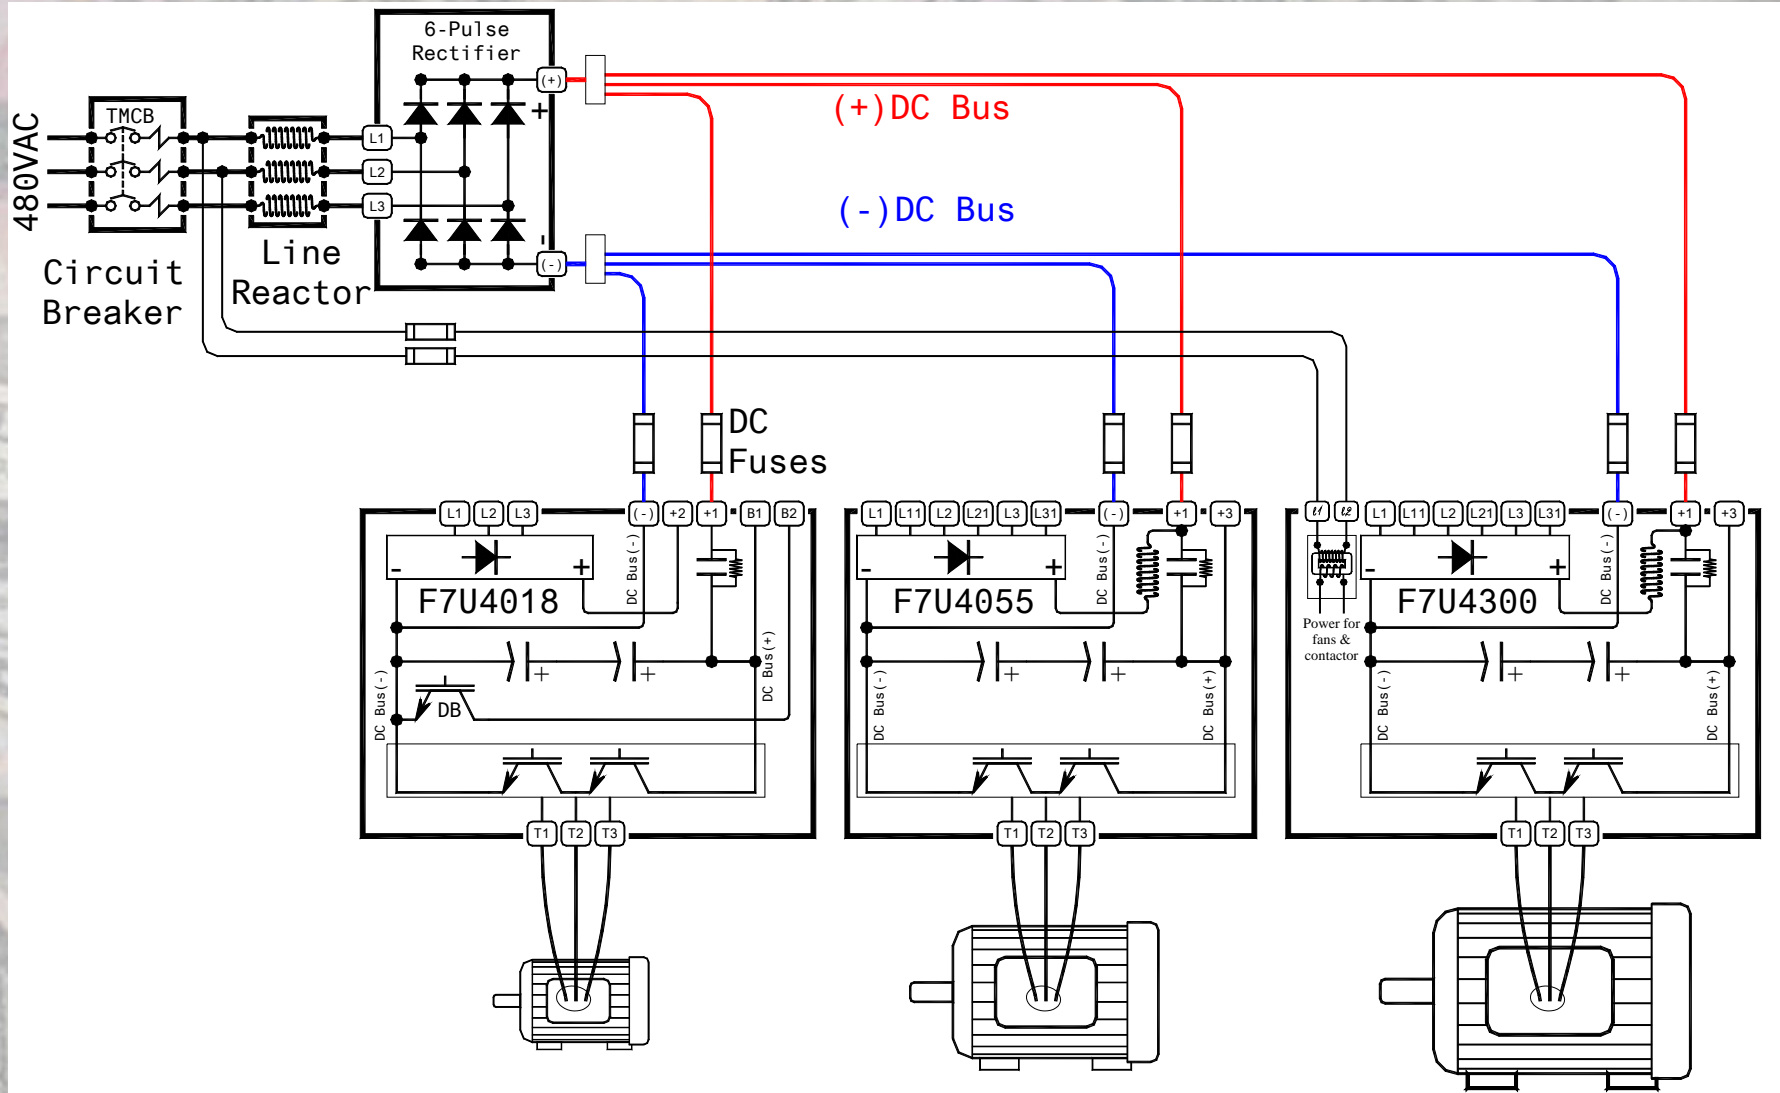 6-Pulse
Rectifier
(+)
+
TMCB
480VAC
L1
L2
L3
-
(-)
(+)DC Bus
(-)DC Bus
Circuit
Breaker
Line
Reactor
DC
Fuses
L1 L2 L3 (-) +2 +1 B1 B2
- +
DC Bus(-)
F7U4018
+ +
DC Bus(+)
DC Bus(-)
DB
T1 T2 T3
L1 L11 L2 L21 L3 L31 (-) +1 +3
- +
DC Bus(-)
F7U4055
+ +
DC Bus(-)
DC Bus(+)
T1 T2 T3
ℓ1 ℓ2 L1 L11 L2 L21 L3 L31 (-) +1 +3
- +
DC Bus(-)
F7U4300
Power for
fans &
contactor
+ +
DC Bus(-)
DC Bus(+)
T1 T2 T3